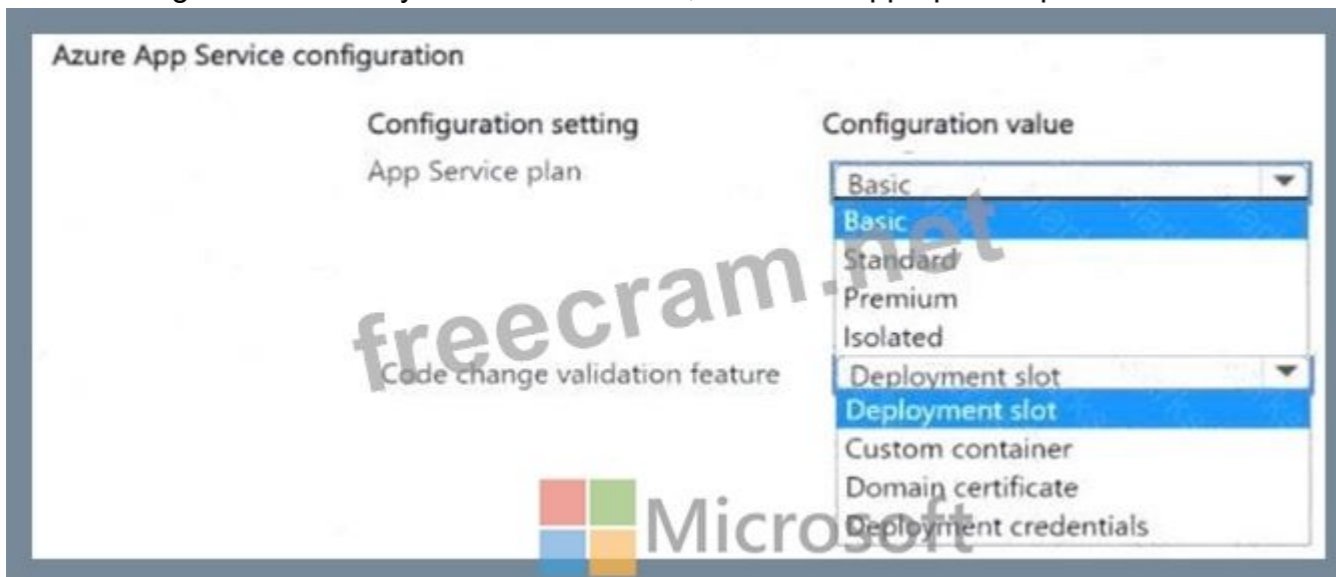 Azure App Service configuration
Configuration setting Configuration value
App Service plan
Basic
Basic
Standard
Premium
Isolated
Code change validation feature
Deployment slot
Deployment slot
Custom container
Domain certificate
Deployment credentials
freecram.net
Microsoft